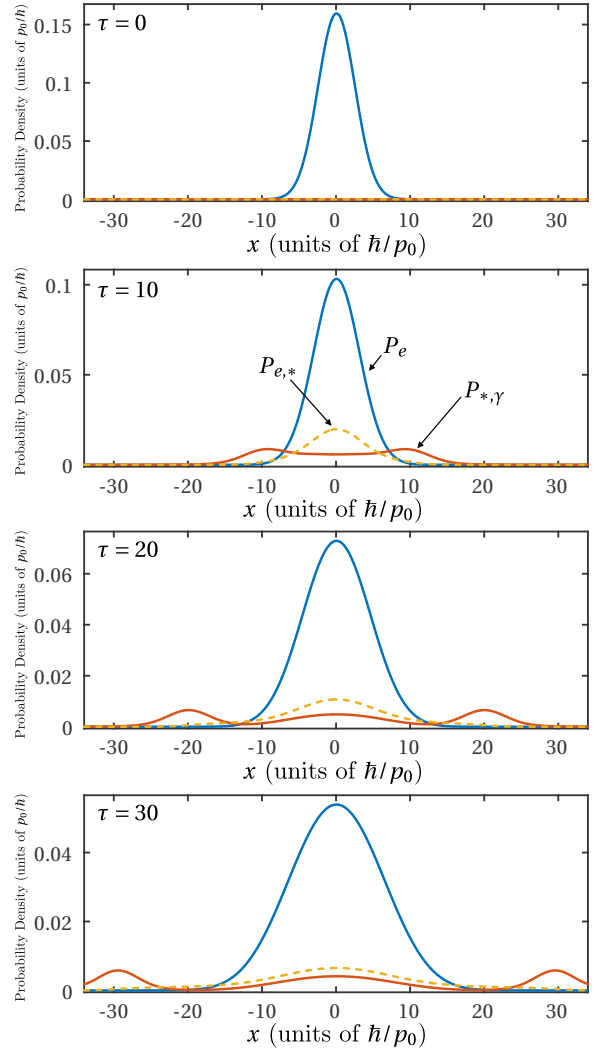 Probability Density (units of p₀/ħ)
τ = 0
0.15
0.1
0.05
0
-30 -20 -10 0 10 20 30
x (units of ħ/p₀)
Probability Density (units of p₀/ħ)
τ = 10
0.1
P_{e,*}
P_e
P_{*,γ}
0.05
0
-30 -20 -10 0 10 20 30
x (units of ħ/p₀)
Probability Density (units of p₀/ħ)
τ = 20
0.06
0.04
0.02
0
-30 -20 -10 0 10 20 30
x (units of ħ/p₀)
Probability Density (units of p₀/ħ)
τ = 30
0.04
0.02
0
-30 -20 -10 0 10 20 30
x (units of ħ/p₀)